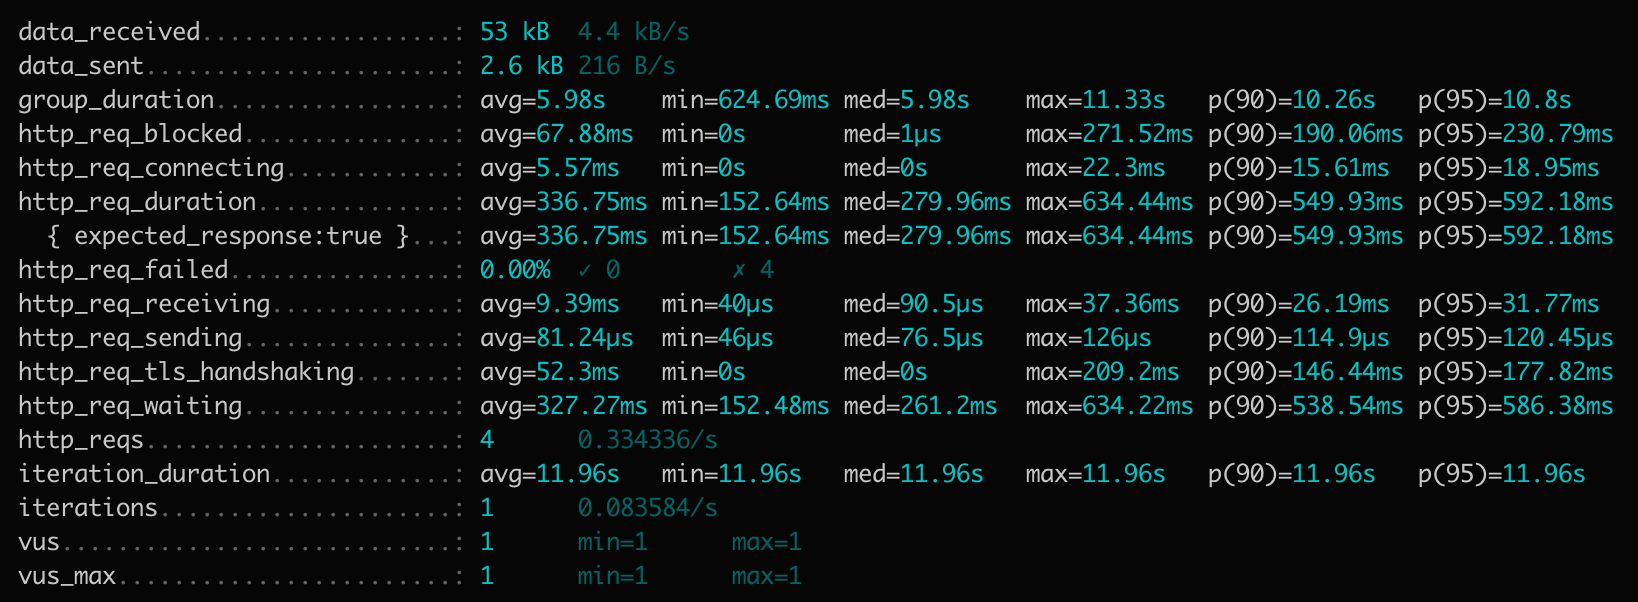 data_received..................: 53 kB  4.4 kB/s
data_sent......................: 2.6 kB 216 B/s
group_duration.................: avg=5.98s    min=624.69ms med=5.98s    max=11.33s   p(90)=10.26s   p(95)=10.8s
http_req_blocked...............: avg=67.88ms  min=0s       med=1µs      max=271.52ms p(90)=190.06ms p(95)=230.79ms
http_req_connecting............: avg=5.57ms   min=0s       med=0s       max=22.3ms   p(90)=15.61ms  p(95)=18.95ms
http_req_duration..............: avg=336.75ms min=152.64ms med=279.96ms max=634.44ms p(90)=549.93ms p(95)=592.18ms
  { expected_response:true }...: avg=336.75ms min=152.64ms med=279.96ms max=634.44ms p(90)=549.93ms p(95)=592.18ms
http_req_failed................: 0.00%  ✓ 0        ✗ 4
http_req_receiving.............: avg=9.39ms   min=40µs     med=90.5µs   max=37.36ms  p(90)=26.19ms  p(95)=31.77ms
http_req_sending...............: avg=81.24µs  min=46µs     med=76.5µs   max=126µs    p(90)=114.9µs  p(95)=120.45µs
http_req_tls_handshaking.......: avg=52.3ms   min=0s       med=0s       max=209.2ms  p(90)=146.44ms p(95)=177.82ms
http_req_waiting...............: avg=327.27ms min=152.48ms med=261.2ms  max=634.22ms p(90)=538.54ms p(95)=586.38ms
http_reqs......................: 4      0.334336/s
iteration_duration.............: avg=11.96s   min=11.96s   med=11.96s   max=11.96s   p(90)=11.96s   p(95)=11.96s
iterations.....................: 1      0.083584/s
vus............................: 1      min=1      max=1
vus_max........................: 1      min=1      max=1